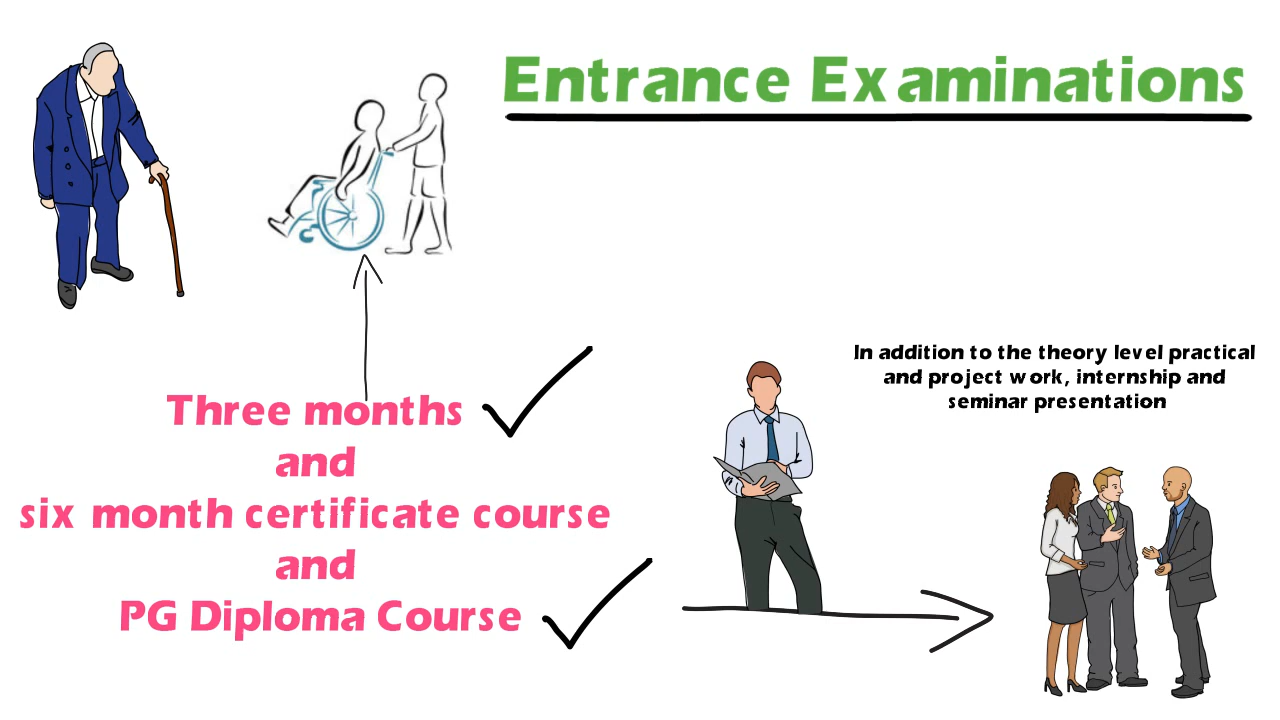 Entrance Examinations
In addition to the theory level practical
and project work, internship and
seminar presentation
Three months
and
six month certificate course
and
PG Diploma Course